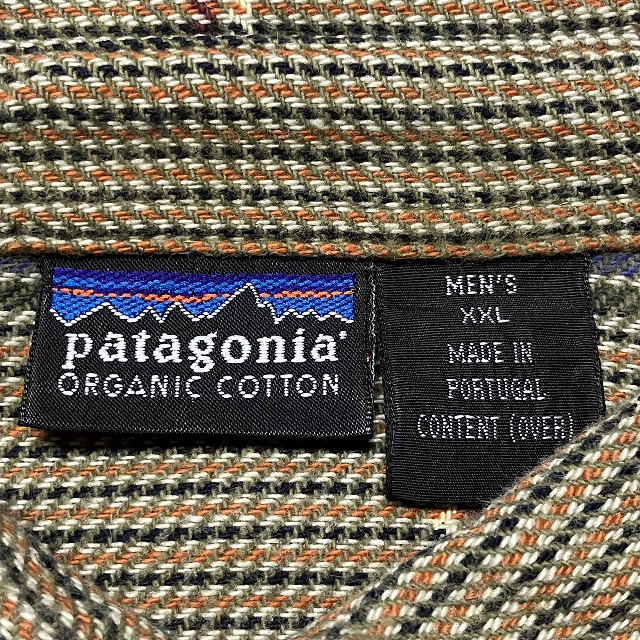 patagonia
ORGANIC COTTON
MEN'S
XXL
MADE IN
PORTUGAL
CONTENT (OVER)